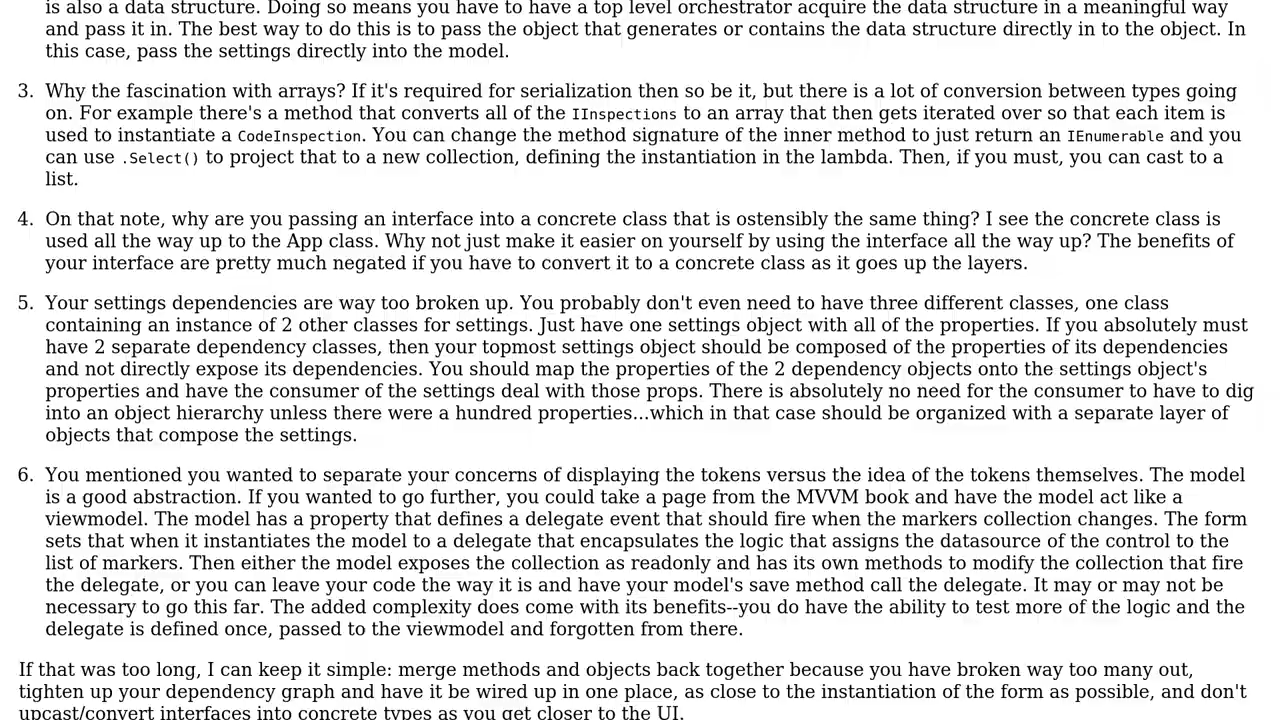 is also a data structure. Doing so means you have to have a top level orchestrator acquire the data structure in a meaningful way
and pass it in. The best way to do this is to pass the object that generates or contains the data structure directly in to the object. In
this case, pass the settings directly into the model.
3. Why the fascination with arrays? If it's required for serialization then so be it, but there is a lot of conversion between types going
on. For example there's a method that converts all of the IInspections to an array that then gets iterated over so that each item is
used to instantiate a CodeInspection. You can change the method signature of the inner method to just return an IEnumerable and you
can use .Select() to project that to a new collection, defining the instantiation in the lambda. Then, if you must, you can cast to a
list.
4. On that note, why are you passing an interface into a concrete class that is ostensibly the same thing? I see the concrete class is
used all the way up to the App class. Why not just make it easier on yourself by using the interface all the way up? The benefits of
your interface are pretty much negated if you have to convert it to a concrete class as it goes up the layers.
5. Your settings dependencies are way too broken up. You probably don't even need to have three different classes, one class
containing an instance of 2 other classes for settings. Just have one settings object with all of the properties. If you absolutely must
have 2 separate dependency classes, then your topmost settings object should be composed of the properties of its dependencies
and not directly expose its dependencies. You should map the properties of the 2 dependency objects onto the settings object's
properties and have the consumer of the settings deal with those props. There is absolutely no need for the consumer to have to dig
into an object hierarchy unless there were a hundred properties...which in that case should be organized with a separate layer of
objects that compose the settings.
6. You mentioned you wanted to separate your concerns of displaying the tokens versus the idea of the tokens themselves. The model
is a good abstraction. If you wanted to go further, you could take a page from the MVVM book and have the model act like a
viewmodel. The model has a property that defines a delegate event that should fire when the markers collection changes. The form
sets that when it instantiates the model to a delegate that encapsulates the logic that assigns the datasource of the control to the
list of markers. Then either the model exposes the collection as readonly and has its own methods to modify the collection that fire
the delegate, or you can leave your code the way it is and have your model's save method call the delegate. It may or may not be
necessary to go this far. The added complexity does come with its benefits--you do have the ability to test more of the logic and the
delegate is defined once, passed to the viewmodel and forgotten from there.
If that was too long, I can keep it simple: merge methods and objects back together because you have broken way too many out,
tighten up your dependency graph and have it be wired up in one place, as close to the instantiation of the form as possible, and don't
upcast/convert interfaces into concrete types as you get closer to the UI.